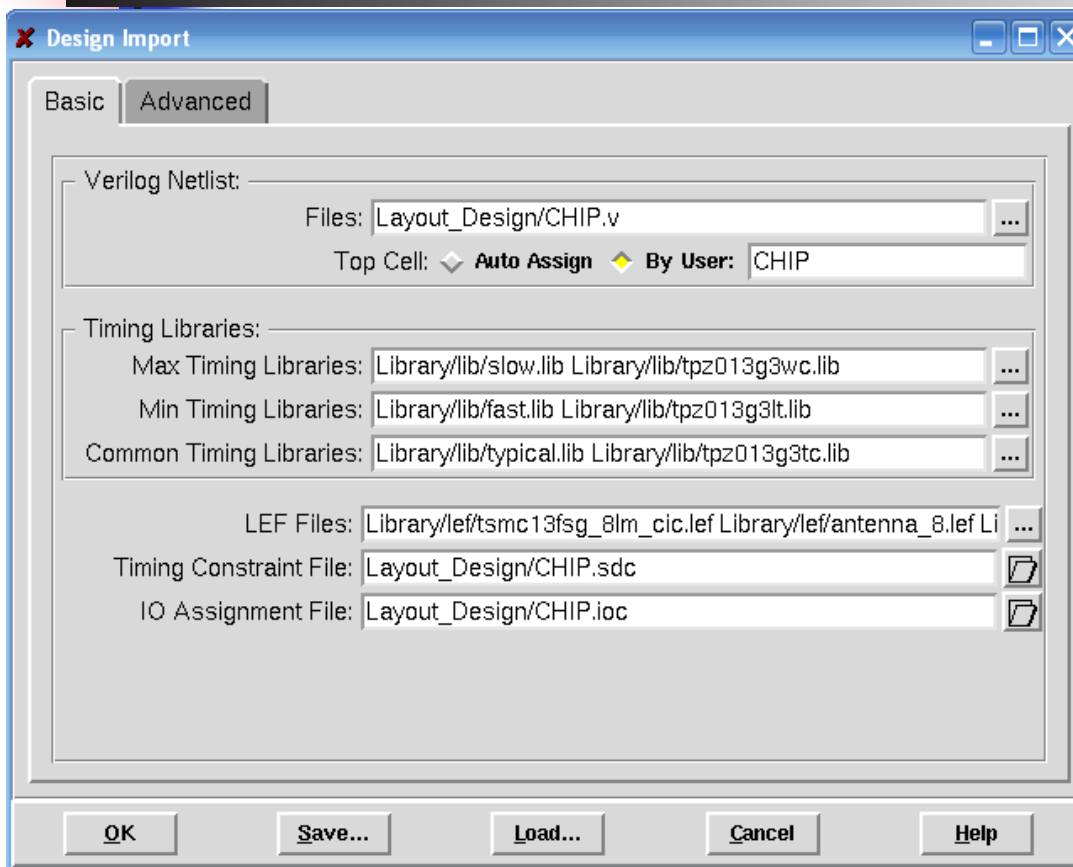 Design Import
Basic Advanced
Verilog Netlist:
Files: Layout_Design/CHIP.v ...
Top Cell: Auto Assign By User: CHIP
Timing Libraries:
Max Timing Libraries: Library/lib/slow.lib Library/lib/tpz013g3wc.lib ...
Min Timing Libraries: Library/lib/fast.lib Library/lib/tpz013g3lt.lib ...
Common Timing Libraries: Library/lib/typical.lib Library/lib/tpz013g3tc.lib ...
LEF Files: Library/lef/tsmc13fsg_8lm_cic.lef Library/lef/antenna_8.lef Li ...
Timing Constraint File: Layout_Design/CHIP.sdc
IO Assignment File: Layout_Design/CHIP.ioc
OK Save... Load... Cancel Help